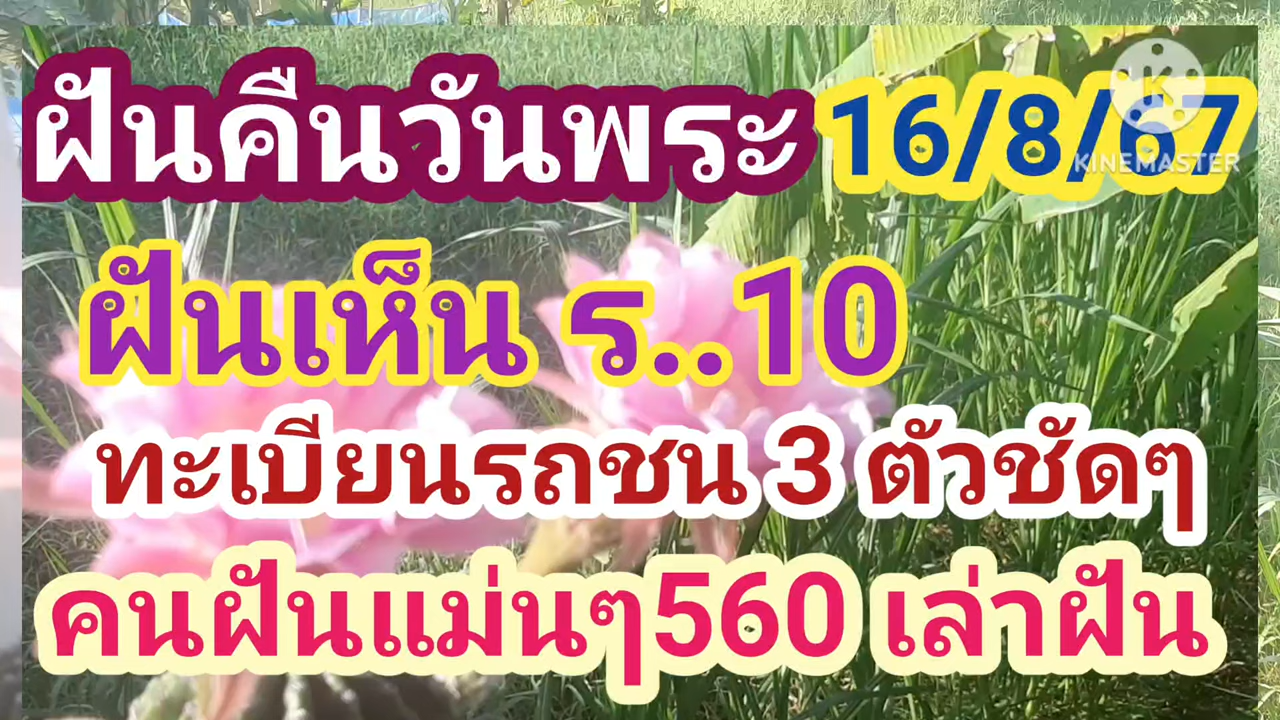 ฝันคืนวันพระ 16/8/67
KINEMASTER
ฝันเห็น ร..10
ทะเบียนรถชน 3 ตัวชัดๆ
คนฝันแม่นๆ560 เล่าฝัน